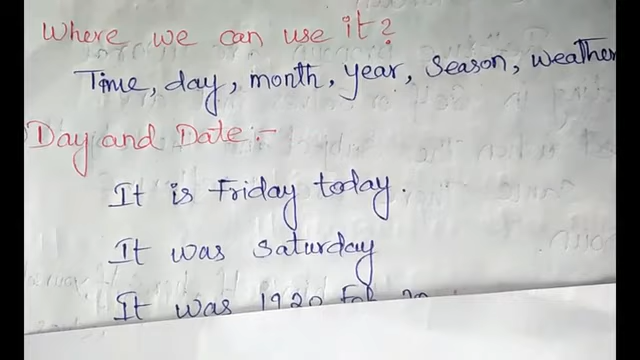 Where we can use it?
Time, day, month, year, season, weather
Day and Date:-
It is Friday today.
It was Saturday
It was 1920